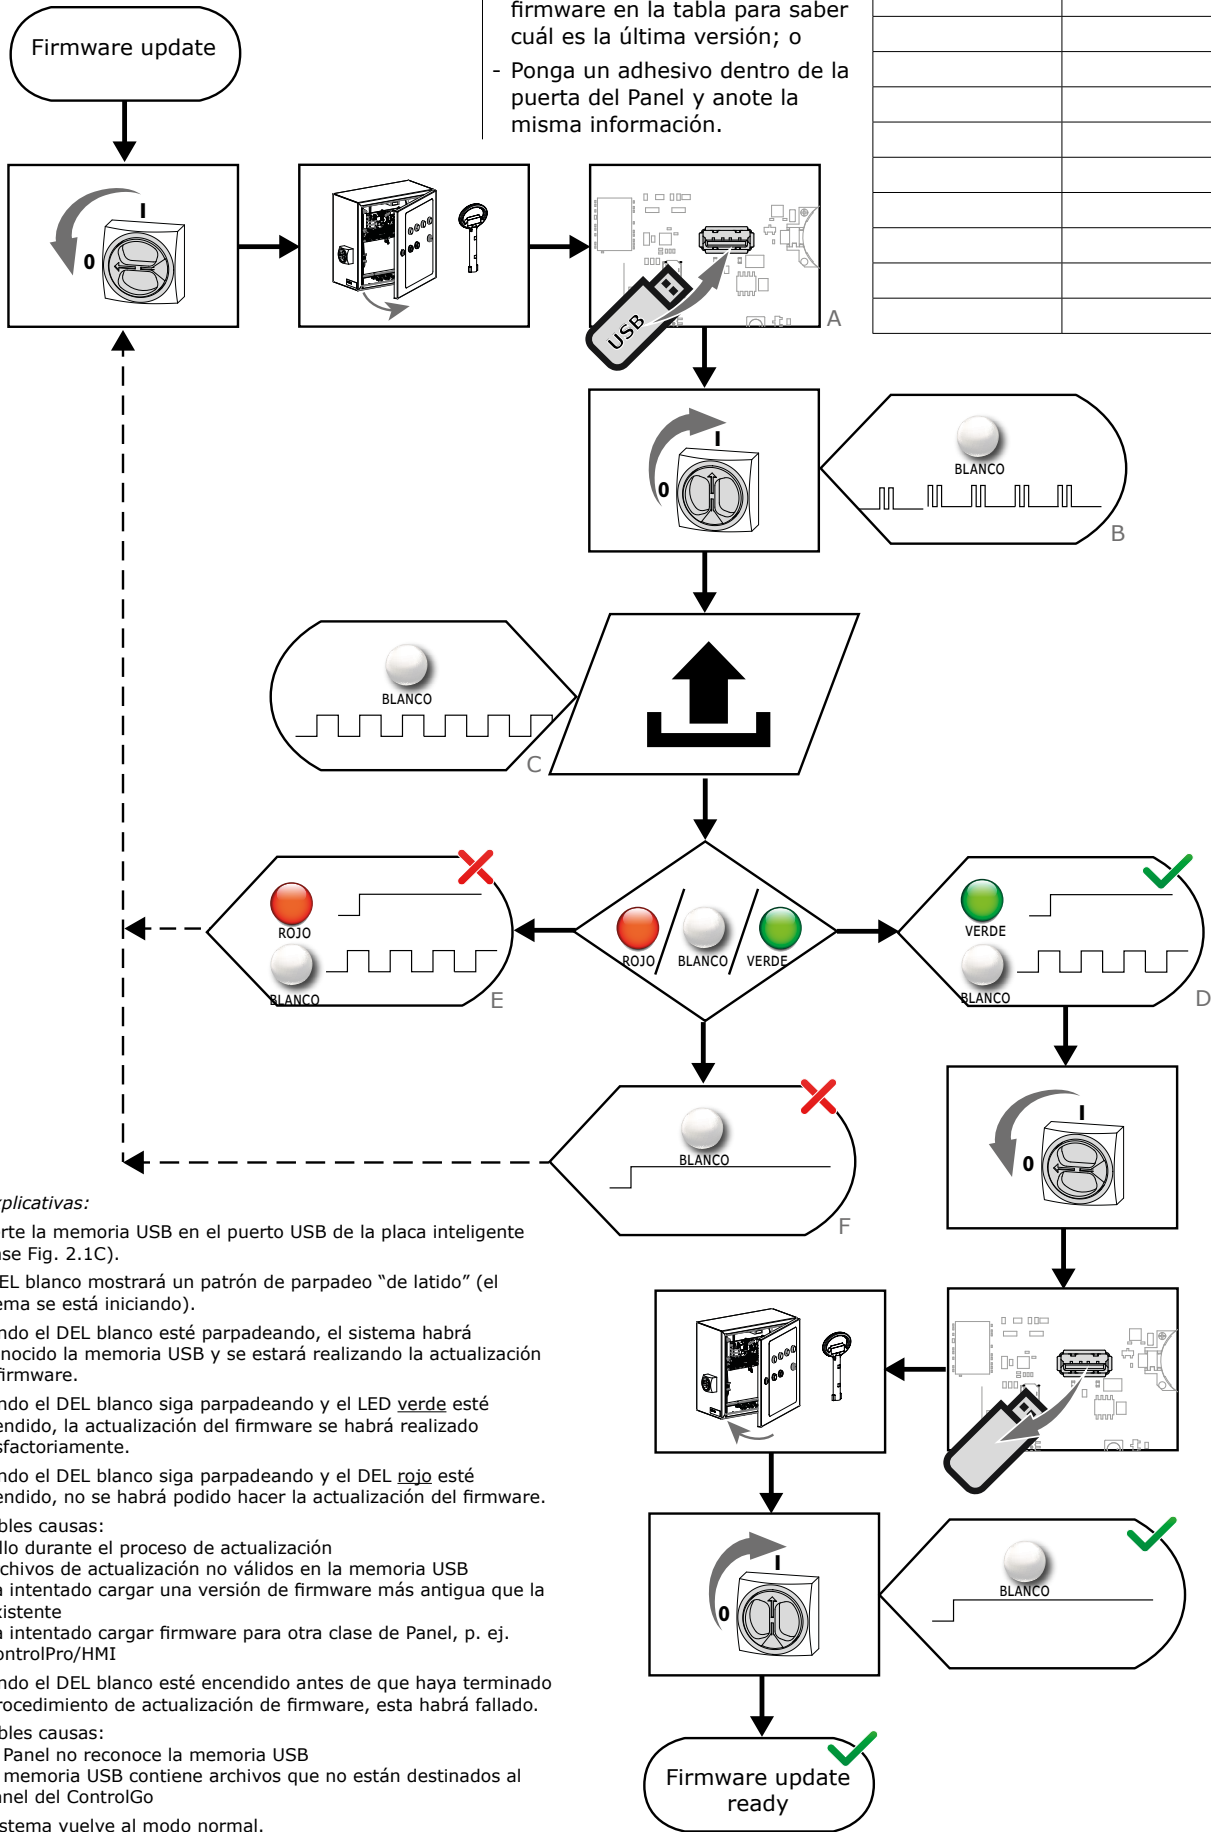 firmware en la tabla para saber
cuál es la última versión; o
- Ponga un adhesivo dentro de la
puerta del Panel y anote la
misma información.
Firmware update
I
0
USB
A
I
0
BLANCO
B
BLANCO
C
ROJO
BLANCO
E
ROJO
BLANCO
VERDE
VERDE
BLANCO
D
BLANCO
F
I
0
plicativas:
rte la memoria USB en el puerto USB de la placa inteligente
se Fig. 2.1C).
EL blanco mostrará un patrón de parpadeo “de latido” (el
ema se está iniciando).
ndo el DEL blanco esté parpadeando, el sistema habrá
nocido la memoria USB y se estará realizando la actualización
firmware.
ndo el DEL blanco siga parpadeando y el LED verde esté
endido, la actualización del firmware se habrá realizado
sfactoriamente.
ndo el DEL blanco siga parpadeando y el DEL rojo esté
endido, no se habrá podido hacer la actualización del firmware.
bles causas:
llo durante el proceso de actualización
chivos de actualización no válidos en la memoria USB
a intentado cargar una versión de firmware más antigua que la
xistente
a intentado cargar firmware para otra clase de Panel, p. ej.
ontrolPro/HMI
ndo el DEL blanco esté encendido antes de que haya terminado
rocedimiento de actualización de firmware, esta habrá fallado.
bles causas:
Panel no reconoce la memoria USB
memoria USB contiene archivos que no están destinados al
anel del ControlGo
istema vuelve al modo normal.
I
0
BLANCO
Firmware update
ready